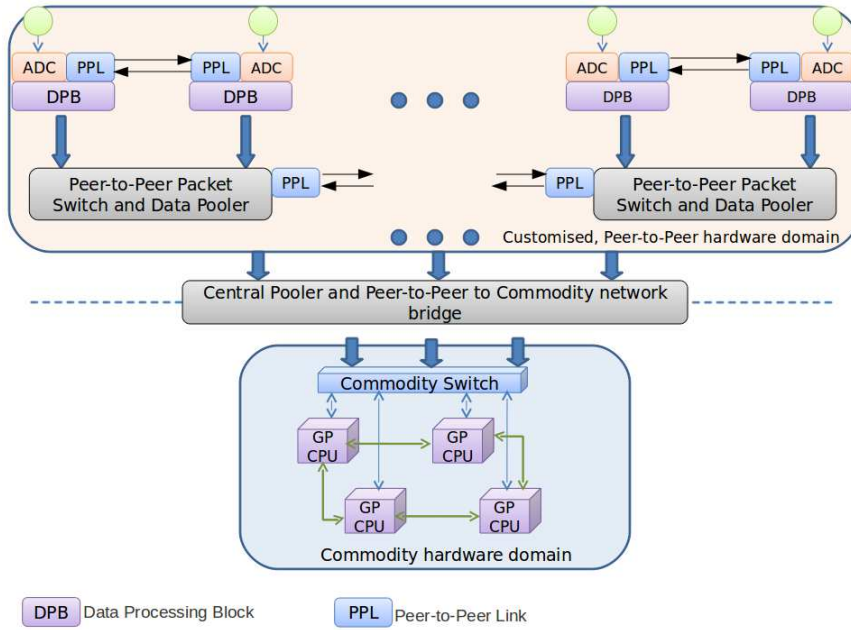 ADC PPL PPL ADC ADC PPL PPL ADC
DPB DPB DPB DPB
Peer-to-Peer Packet
Switch and Data Pooler
PPL
PPL
Peer-to-Peer Packet
Switch and Data Pooler
Customised, Peer-to-Peer hardware domain
Central Pooler and Peer-to-Peer to Commodity network
bridge
Commodity Switch
GP
CPU
GP
CPU
GP
CPU
GP
CPU
Commodity hardware domain
DPB Data Processing Block
PPL Peer-to-Peer Link